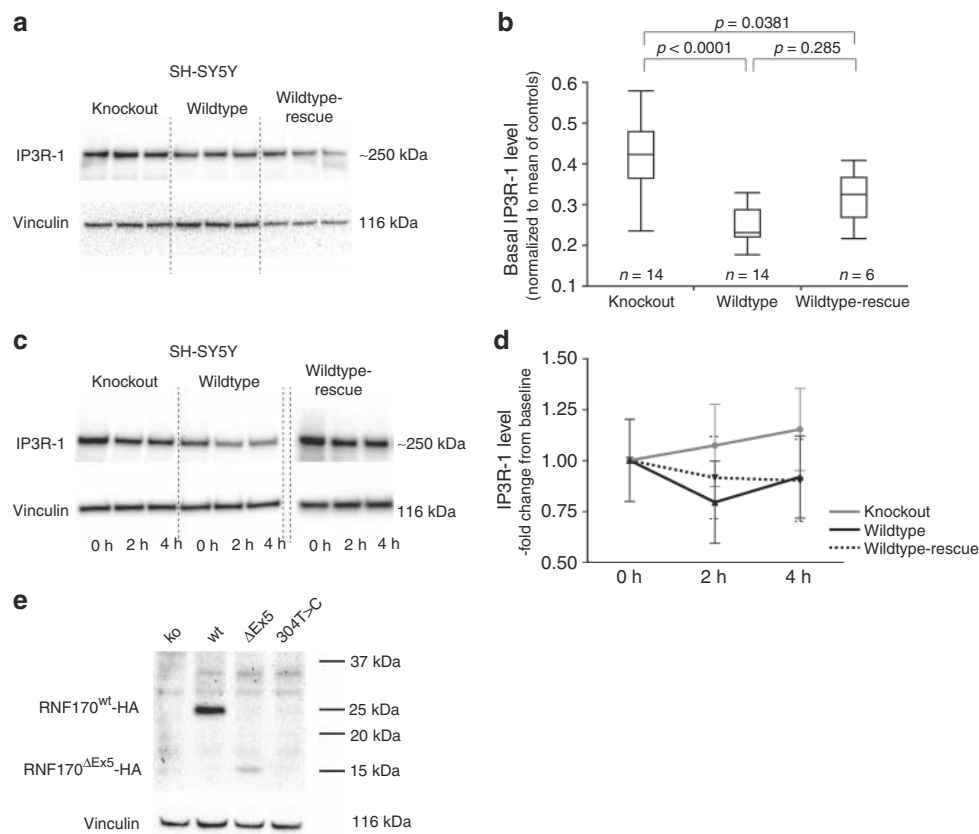 a
SH-SY5Y
Knockout Wildtype Wildtype-
rescue
IP3R-1 ~250 kDa
Vinculin 116 kDa
b
p = 0.0381
p < 0.0001 p = 0.285
Basal IP3R-1 level
(normalized to mean of controls)
0.6
0.5
0.4
0.3
0.2
0.1
n = 14 n = 14 n = 6
Knockout Wildtype Wildtype-rescue
c
SH-SY5Y
Knockout Wildtype Wildtype-
rescue
IP3R-1 ~250 kDa
Vinculin 116 kDa
0 h 2 h 4 h 0 h 2 h 4 h 0 h 2 h 4 h
d
IP3R-1 level
-fold change from baseline
1.50
1.25
1.00
0.75
0.50
0 h 2 h 4 h
Knockout
Wildtype
Wildtype-rescue
e
ko wt ΔEx5 304T>C
37 kDa
RNF170wt-HA 25 kDa
20 kDa
RNF170ΔEx5-HA 15 kDa
Vinculin 116 kDa